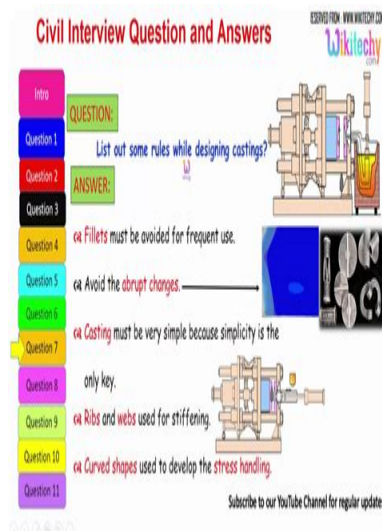 Civil Interview Question and Answers
RESERVED FROM : WWW.WIKITECHY
Wikitechy
.com
Intro
Question 1
Question 2
Question 3
Question 4
Question 5
Question 6
Question 7
Question 8
Question 9
Question 10
Question 11
QUESTION:
List out some rules while designing castings?
ANSWER:
Fillets must be avoided for frequent use.
Avoid the abrupt changes.
Casting must be very simple because simplicity is the
only key.
Ribs and webs used for stiffening.
Curved shapes used to develop the stress handling.
Subscribe to our YouTube Channel for regular update